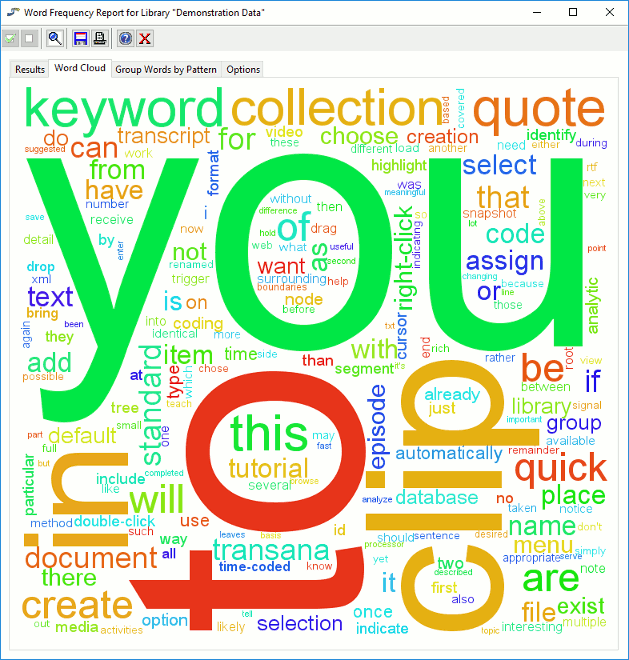 Word Frequency Report for Library "Demonstration Data"
Results Word Cloud Group Words by Pattern Options
keyword collection quote
based covered
do can transcript for video these choose creation identify
suggested work different load another need either during
from format highlight select rtf
have was meaningful that next very
number without then so snapshot above
save receive i difference of drag lot code
detail by enter now hold as right-click indicating
you
not web what useful assign point
drop renamed want second
xml trigger surrounding changing because
text is on boundaries help or line those
bring node before cursor analytic
been into coding txt
again they identical more with end rich rather root view
add item time side than it's be between if
possible at type chose segment
standard which
tree teach already library signal
small this episode just important group
part default one may clip
full tutorial fast automatically available
but in completed several browse remainder
particular include like will quick
analyze database no place
method double-click use leaves basis id taken notice
such should sentence desired name don't
document way to transana processor menu simply
all yet two appropriate serve
there time-coded know described are note
it first
create also file exist
option tell once multiple
out media activities likely selection indicate topic interesting